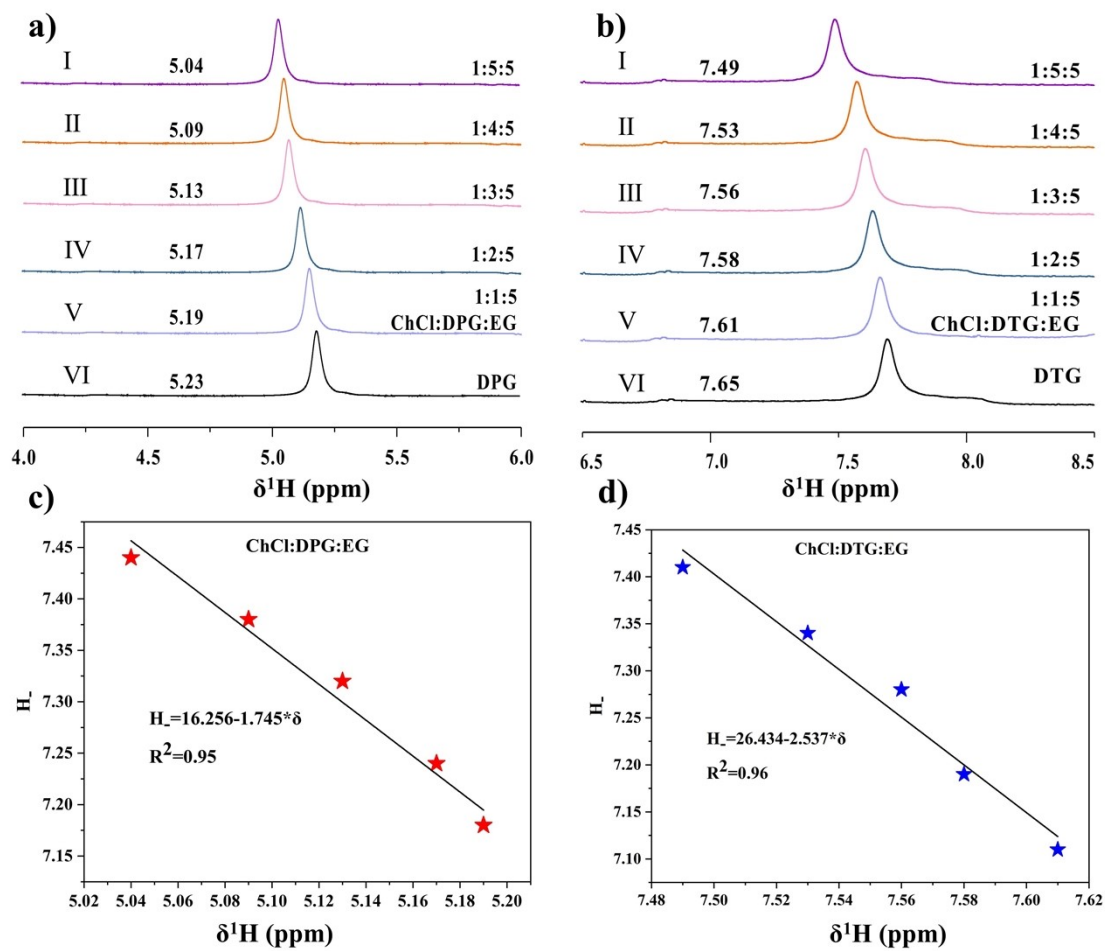 a)
I 5.04 1:5:5
II 5.09 1:4:5
III 5.13 1:3:5
IV 5.17 1:2:5
V 5.19 1:1:5
ChCl:DPG:EG
VI 5.23 DPG
4.0 4.5 5.0 5.5 6.0
δ¹H (ppm)
b)
I 7.49 1:5:5
II 7.53 1:4:5
III 7.56 1:3:5
IV 7.58 1:2:5
V 7.61 1:1:5
ChCl:DTG:EG
VI 7.65 DTG
6.5 7.0 7.5 8.0 8.5
δ¹H (ppm)
c)
ChCl:DPG:EG
7.45
7.40
7.35
7.30
7.25
7.20
7.15
H₋
H₋=16.256-1.745*δ
R²=0.95
5.02 5.04 5.06 5.08 5.10 5.12 5.14 5.16 5.18 5.20
δ¹H (ppm)
d)
ChCl:DTG:EG
7.45
7.40
7.35
7.30
7.25
7.20
7.15
7.10
H₋
H₋=26.434-2.537*δ
R²=0.96
7.48 7.50 7.52 7.54 7.56 7.58 7.60 7.62
δ¹H (ppm)